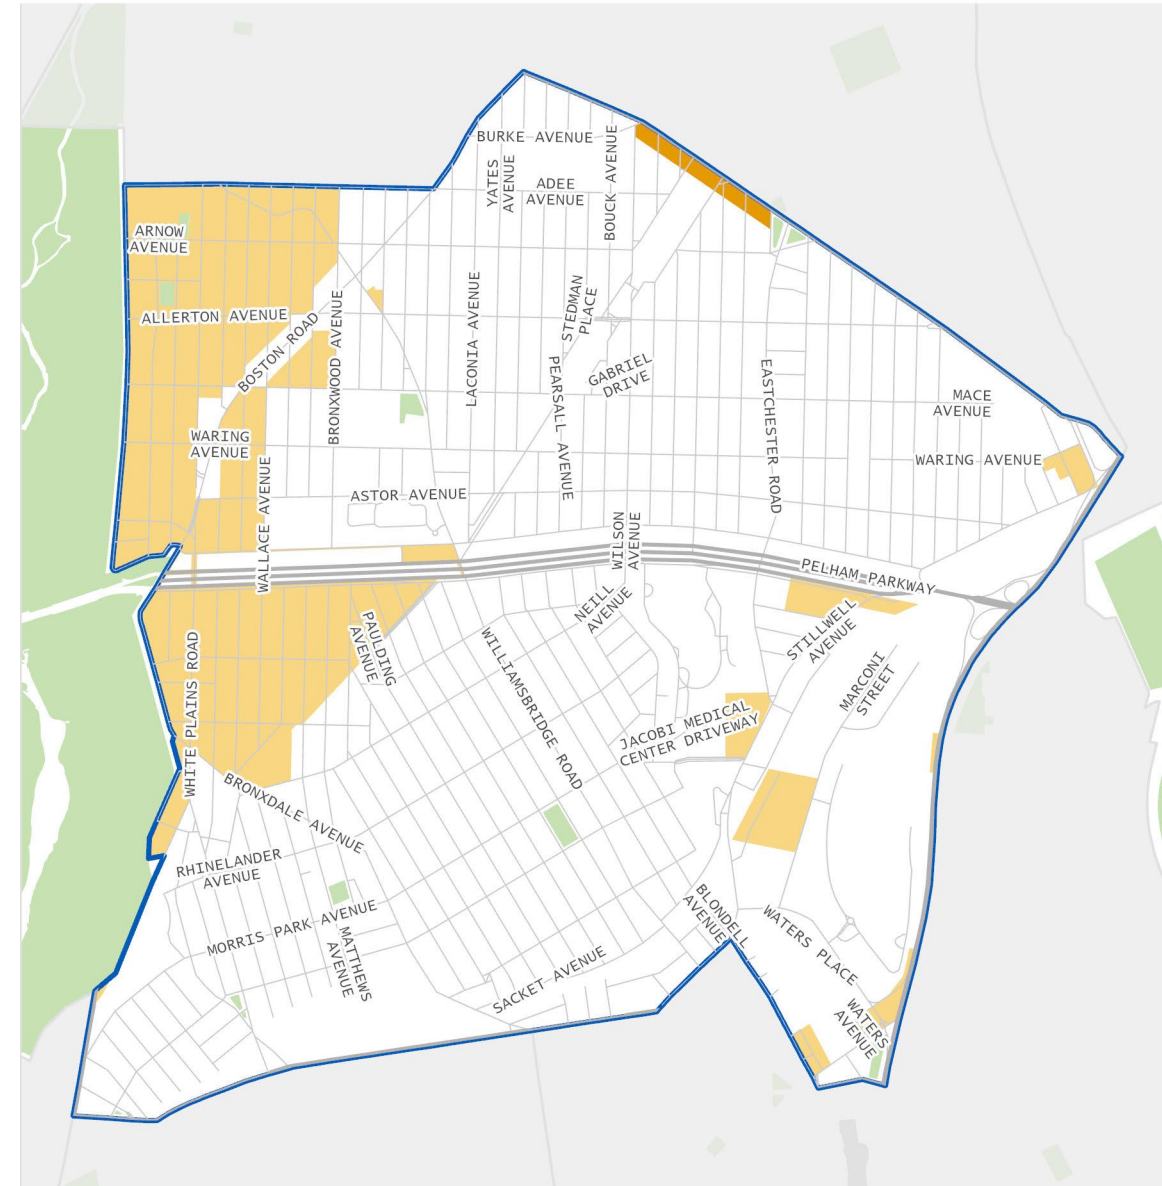 BURKE AVENUE
YATES
AVENUE
ADEE
AVENUE
BOUCK AVENUE
ARNOW
AVENUE
ALLERTON AVENUE
BOSTON ROAD
BRONXWOOD AVENUE
LACONIA AVENUE
STEDMAN
PLACE
GABRIEL
DRIVE
PEARSALL AVENUE
EASTCHESTER ROAD
MACE
AVENUE
WARING
AVENUE
WARING AVENUE
WALLACE AVENUE
ASTOR AVENUE
WILSON
AVENUE
PELHAM PARKWAY
NEILL
AVENUE
STILLWELL
AVENUE
PAULDING
AVENUE
WHITE PLAINS ROAD
WILLIAMSBRIDGE ROAD
MARCONI
STREET
JACOBI MEDICAL
CENTER DRIVEWAY
BRONXDALE AVENUE
RHINELANDER
AVENUE
MORRIS PARK AVENUE
MATTHEWS
AVENUE
BLONDELL
AVENUE
WATERS PLACE
SACKET AVENUE
WATERS
AVENUE